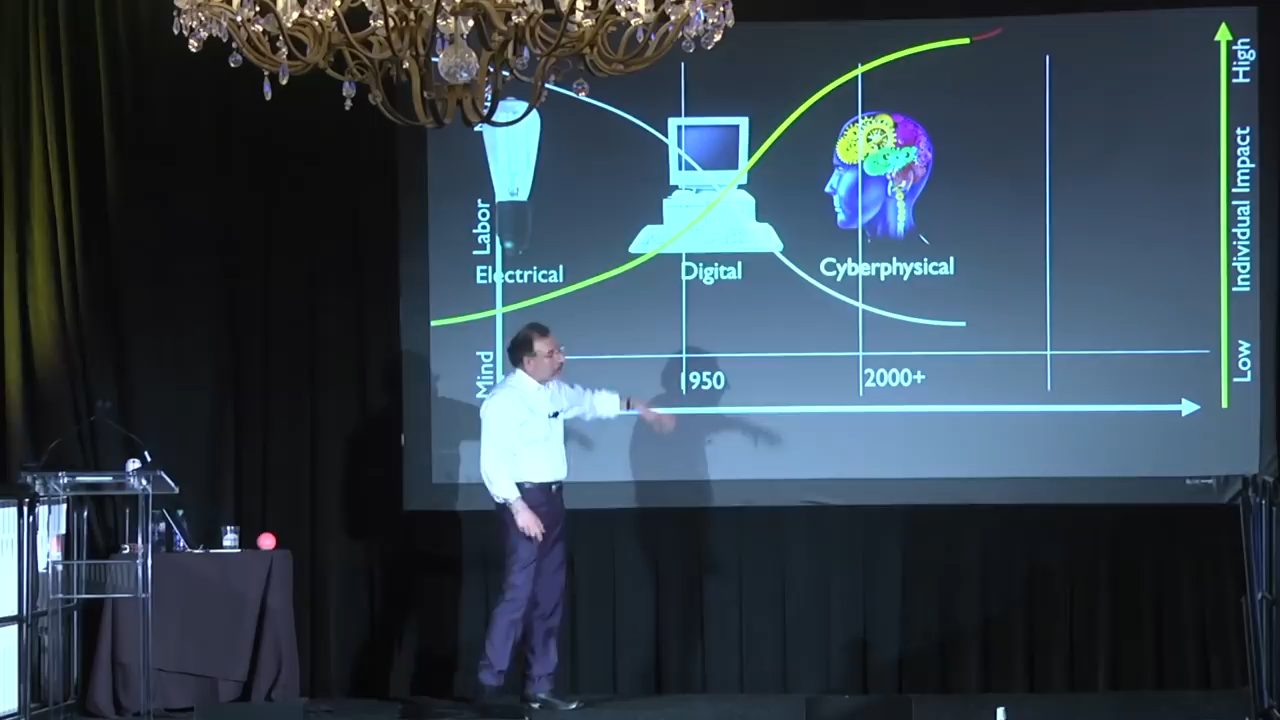 High
Individual Impact
Low
Labor
Mind
Electrical
Digital
Cyberphysical
1950
2000+